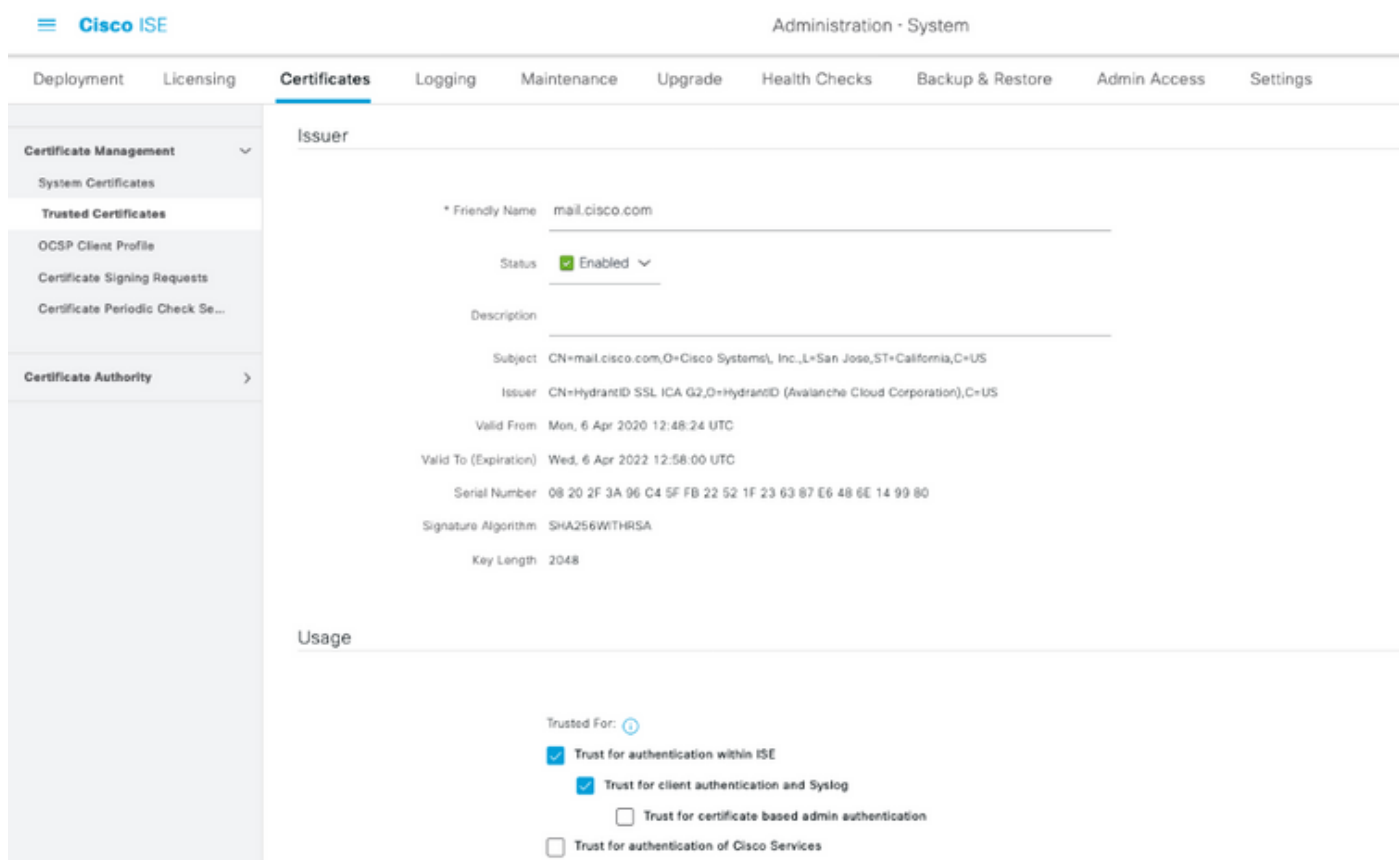 Cisco ISE
Administration - System
Deployment Licensing Certificates Logging Maintenance Upgrade Health Checks Backup & Restore Admin Access Settings
Certificate Management
System Certificates
Trusted Certificates
OCSP Client Profile
Certificate Signing Requests
Certificate Periodic Check Se...
Certificate Authority
Issuer
* Friendly Name mail.cisco.com
Status Enabled
Description
Subject CN=mail.cisco.com,O=Cisco Systems\, Inc.,L=San Jose,ST=California,C=US
Issuer CN=HydrantID SSL ICA G2,O=HydrantID (Avalanche Cloud Corporation),C=US
Valid From Mon, 6 Apr 2020 12:48:24 UTC
Valid To (Expiration) Wed, 6 Apr 2022 12:58:00 UTC
Serial Number 08 20 2F 3A 96 C4 5F FB 22 52 1F 23 63 87 E6 48 6E 14 99 80
Signature Algorithm SHA256WITHRSA
Key Length 2048
Usage
Trusted For:
Trust for authentication within ISE
Trust for client authentication and Syslog
Trust for certificate based admin authentication
Trust for authentication of Cisco Services